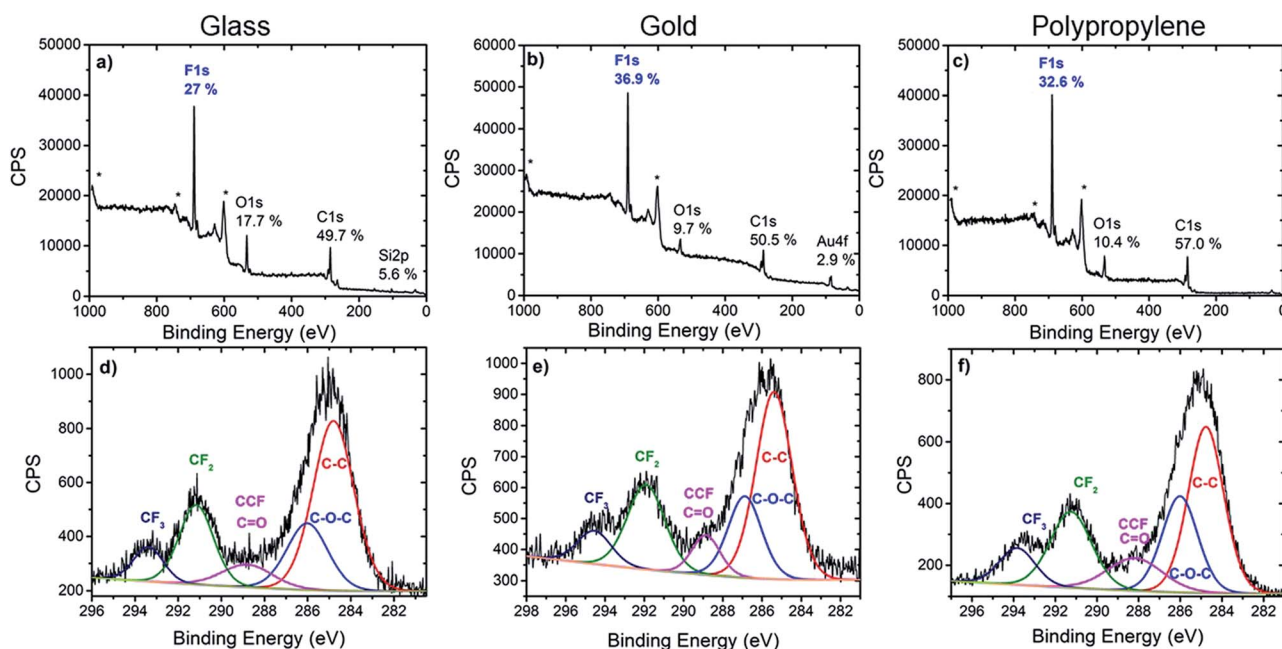 Glass
Gold
Polypropylene
a)
F1s
27 %
*
*
*
O1s
17.7 %
C1s
49.7 %
Si2p
5.6 %
50000
40000
30000
20000
10000
0
CPS
1000 800 600 400 200 0
Binding Energy (eV)
b)
F1s
36.9 %
*
*
O1s
9.7 %
C1s
50.5 %
Au4f
2.9 %
60000
50000
40000
30000
20000
10000
0
CPS
1000 800 600 400 200 0
Binding Energy (eV)
c)
F1s
32.6 %
*
*
*
O1s
10.4 %
C1s
57.0 %
50000
40000
30000
20000
10000
0
CPS
1000 800 600 400 200 0
Binding Energy (eV)
d)
CF3
CF2
CCF
C=O
C-O-C
C-C
1000
800
600
400
200
CPS
296 294 292 290 288 286 284 282
Binding Energy (eV)
e)
CF3
CF2
CCF
C=O
C-O-C
C-C
1000
900
800
700
600
500
400
300
CPS
298 296 294 292 290 288 286 284 282
Binding Energy (eV)
f)
CF3
CF2
CCF
C=O
C-O-C
C-C
800
600
400
200
CPS
296 294 292 290 288 286 284 282
Binding Energy (eV)